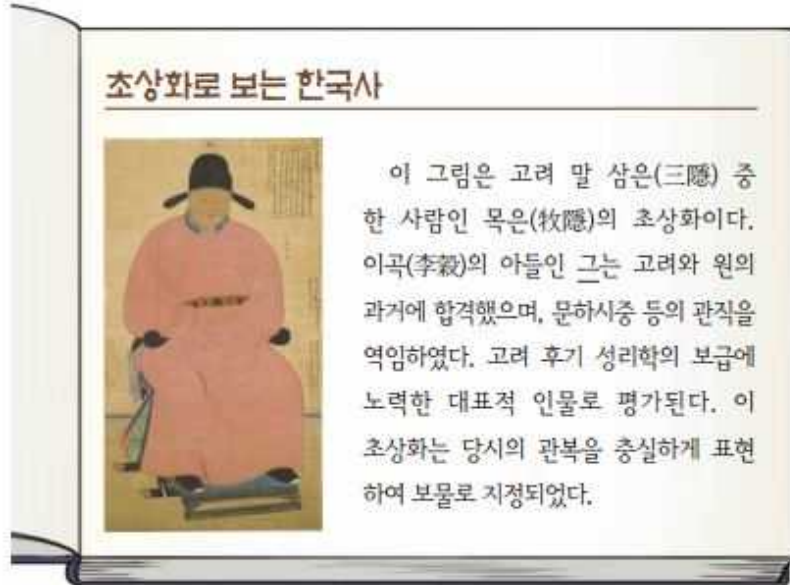 초상화로 보는 한국사
이 그림은 고려 말 삼은(三隱) 중
한 사람인 목은(牧隱)의 초상화이다.
이곡(李穀)의 아들인 그는 고려와 원의
과거에 합격했으며, 문하시중 등의 관직을
역임하였다. 고려 후기 성리학의 보급에
노력한 대표적 인물로 평가된다. 이
초상화는 당시의 관복을 충실하게 표현
하여 보물로 지정되었다.